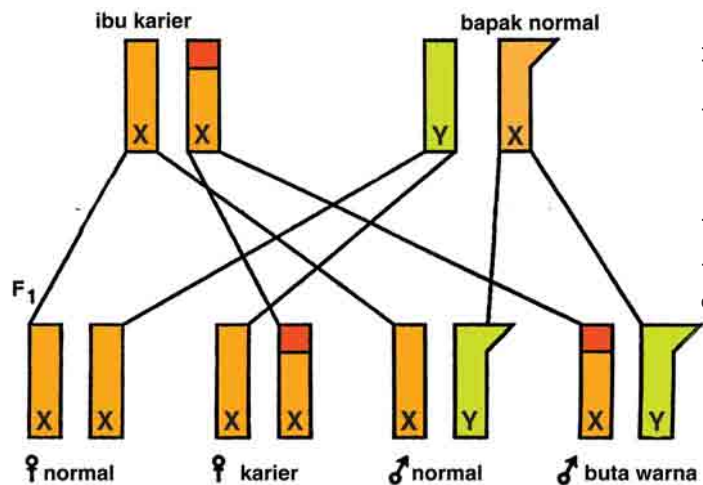 ibu karier bapak normal
X X Y X
F1
X X X X X Y X Y
♀ normal ♀ karier ♂ normal ♂ buta warna